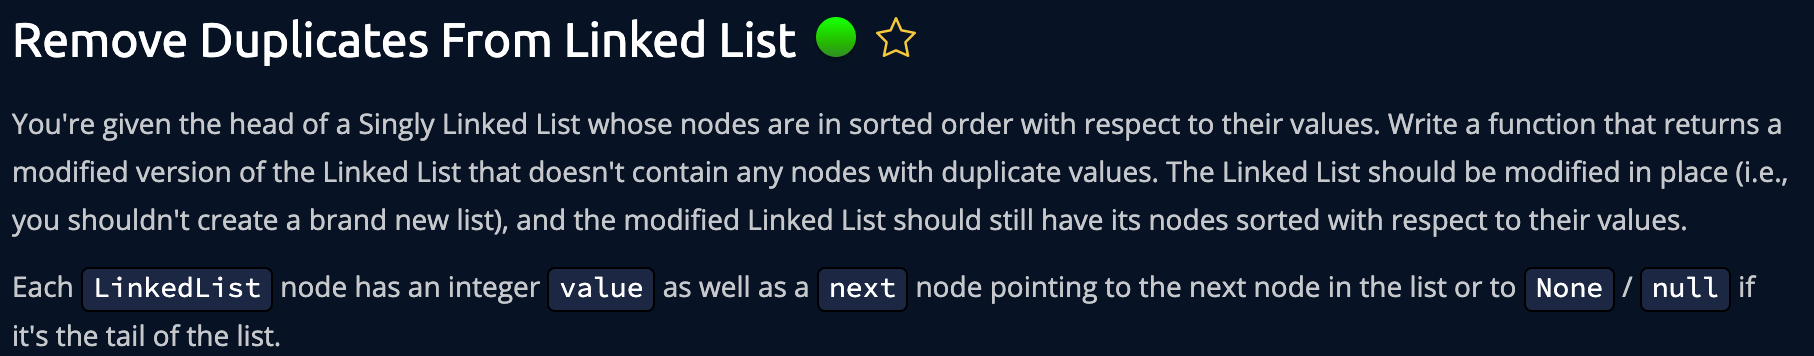 Remove Duplicates From Linked List
You're given the head of a Singly Linked List whose nodes are in sorted order with respect to their values. Write a function that returns a
modified version of the Linked List that doesn't contain any nodes with duplicate values. The Linked List should be modified in place (i.e.,
you shouldn't create a brand new list), and the modified Linked List should still have its nodes sorted with respect to their values.
Each LinkedList node has an integer value as well as a next node pointing to the next node in the list or to None / null if
it's the tail of the list.